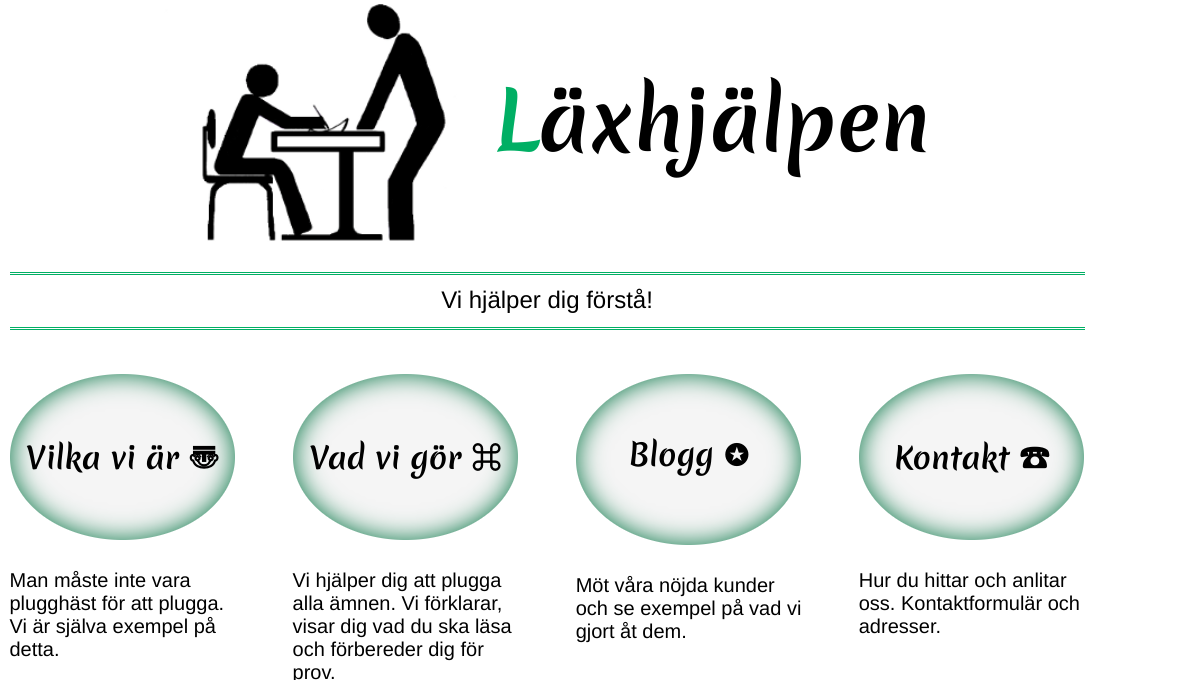 Läxhjälpen
Vi hjälper dig förstå!
Vilka vi är
Vad vi gör ⌘
Blogg ✪
Kontakt ☎
Man måste inte vara
plugghäst för att plugga.
Vi är själva exempel på
detta.
Vi hjälper dig att plugga
alla ämnen. Vi förklarar,
visar dig vad du ska läsa
och förbereder dig för
prov.
Möt våra nöjda kunder
och se exempel på vad vi
gjort åt dem.
Hur du hittar och anlitar
oss. Kontaktformulär och
adresser.